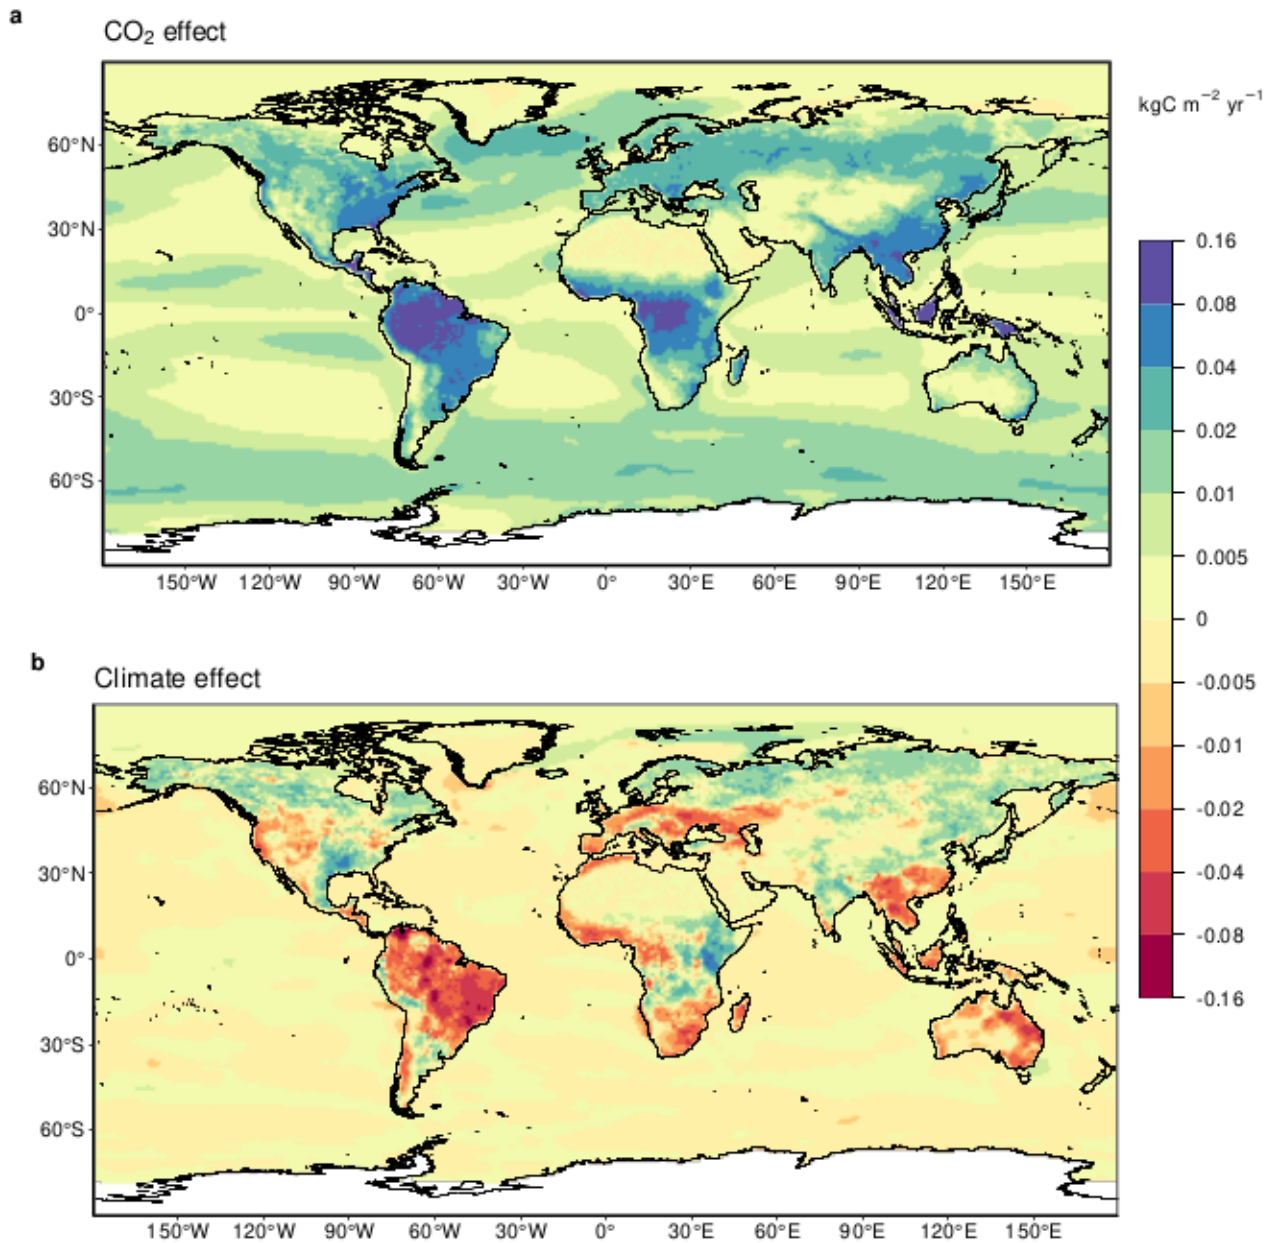 a
CO₂ effect
kgC m⁻² yr⁻¹
60°N
30°N
0°
30°S
60°S
150°W 120°W 90°W 60°W 30°W 0° 30°E 60°E 90°E 120°E 150°E
0.16
0.08
0.04
0.02
0.01
0.005
0
-0.005
-0.01
-0.02
-0.04
-0.08
-0.16
b
Climate effect
60°N
30°N
0°
30°S
60°S
150°W 120°W 90°W 60°W 30°W 0° 30°E 60°E 90°E 120°E 150°E